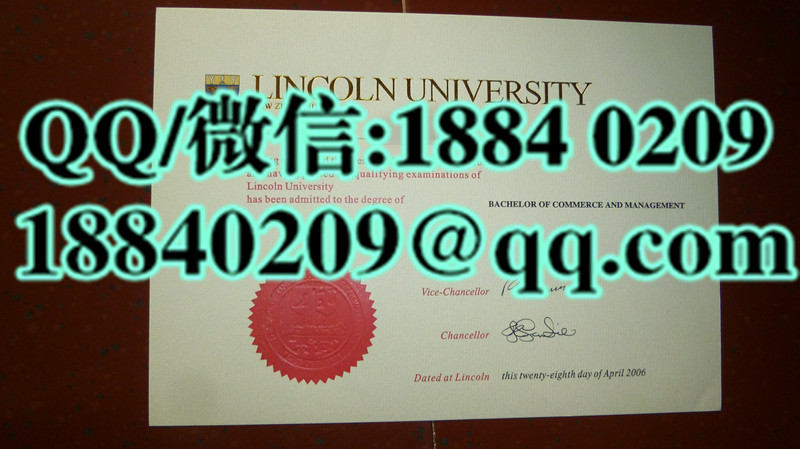 LINCOLN UNIVERSITY
QQ/微信:1884 0209
qualifying examinations of
Lincoln University
has been admitted to the degree of
BACHELOR OF COMMERCE AND MANAGEMENT
18840209@qq.com
Vice-Chancellor
Chancellor
Dated at Lincoln this twenty-eighth day of April 2006